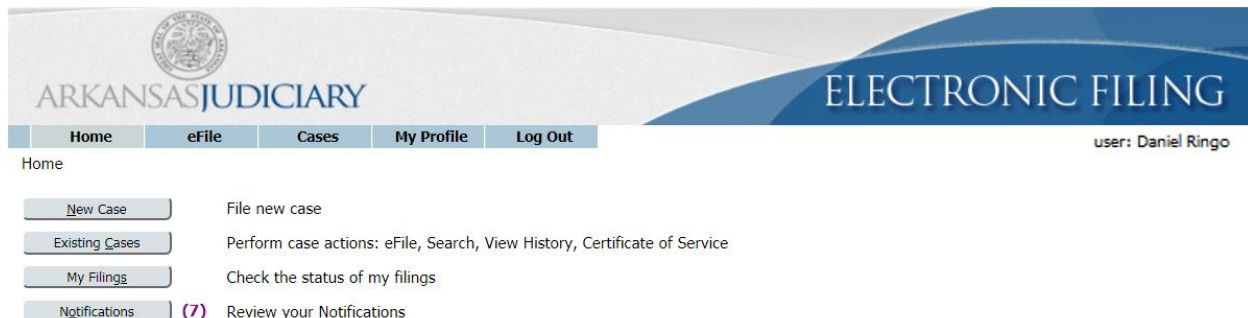 ARKANSASJUDICIARY
ELECTRONIC FILING
Home eFile Cases My Profile Log Out
user: Daniel Ringo
Home
New Case File new case
Existing Cases Perform case actions: eFile, Search, View History, Certificate of Service
My Filings Check the status of my filings
Notifications (7) Review your Notifications